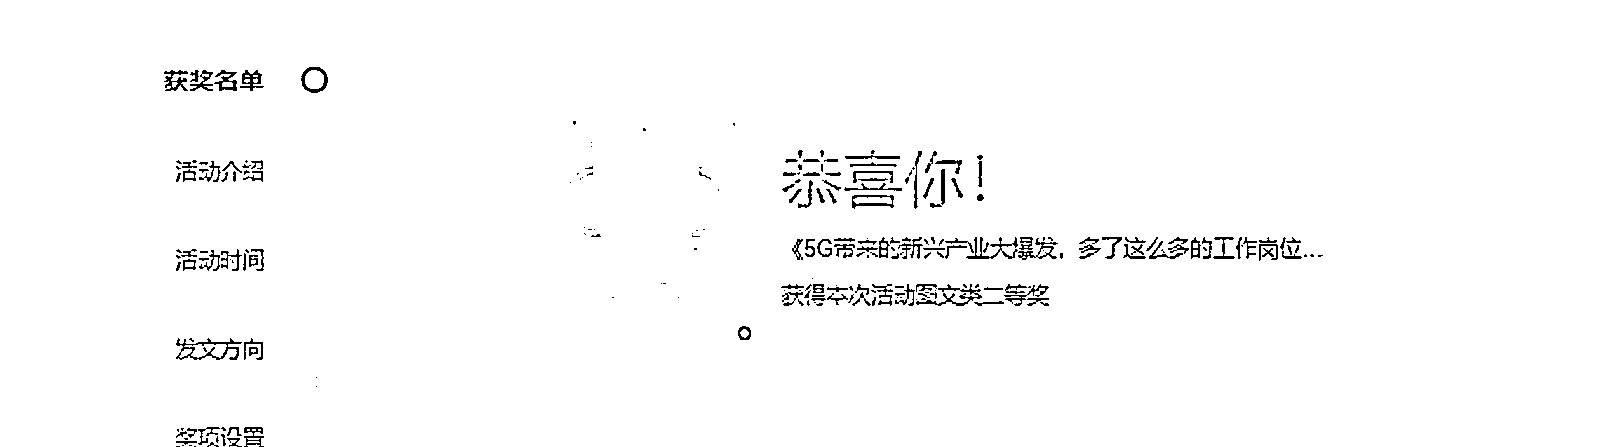 获奖名单
活动介绍
活动时间
发文方向
奖项设置
恭喜你！
《5G带来的新兴产业大爆发，多了这么多的工作岗位...
获得本次活动图文类二等奖